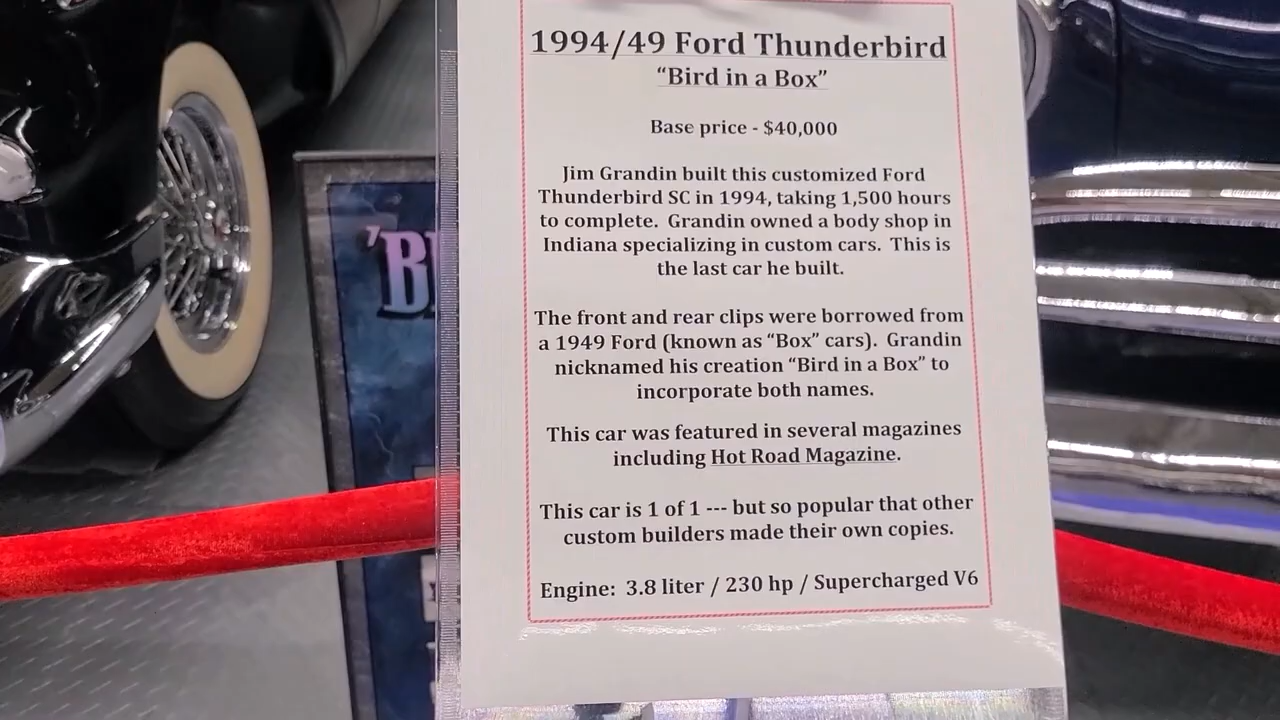 1994/49 Ford Thunderbird
“Bird in a Box”
Base price - $40,000
Jim Grandin built this customized Ford
Thunderbird SC in 1994, taking 1,500 hours
to complete. Grandin owned a body shop in
Indiana specializing in custom cars. This is
the last car he built.
The front and rear clips were borrowed from
a 1949 Ford (known as “Box” cars). Grandin
nicknamed his creation “Bird in a Box” to
incorporate both names.
This car was featured in several magazines
including Hot Road Magazine.
This car is 1 of 1 --- but so popular that other
custom builders made their own copies.
Engine: 3.8 liter / 230 hp / Supercharged V6